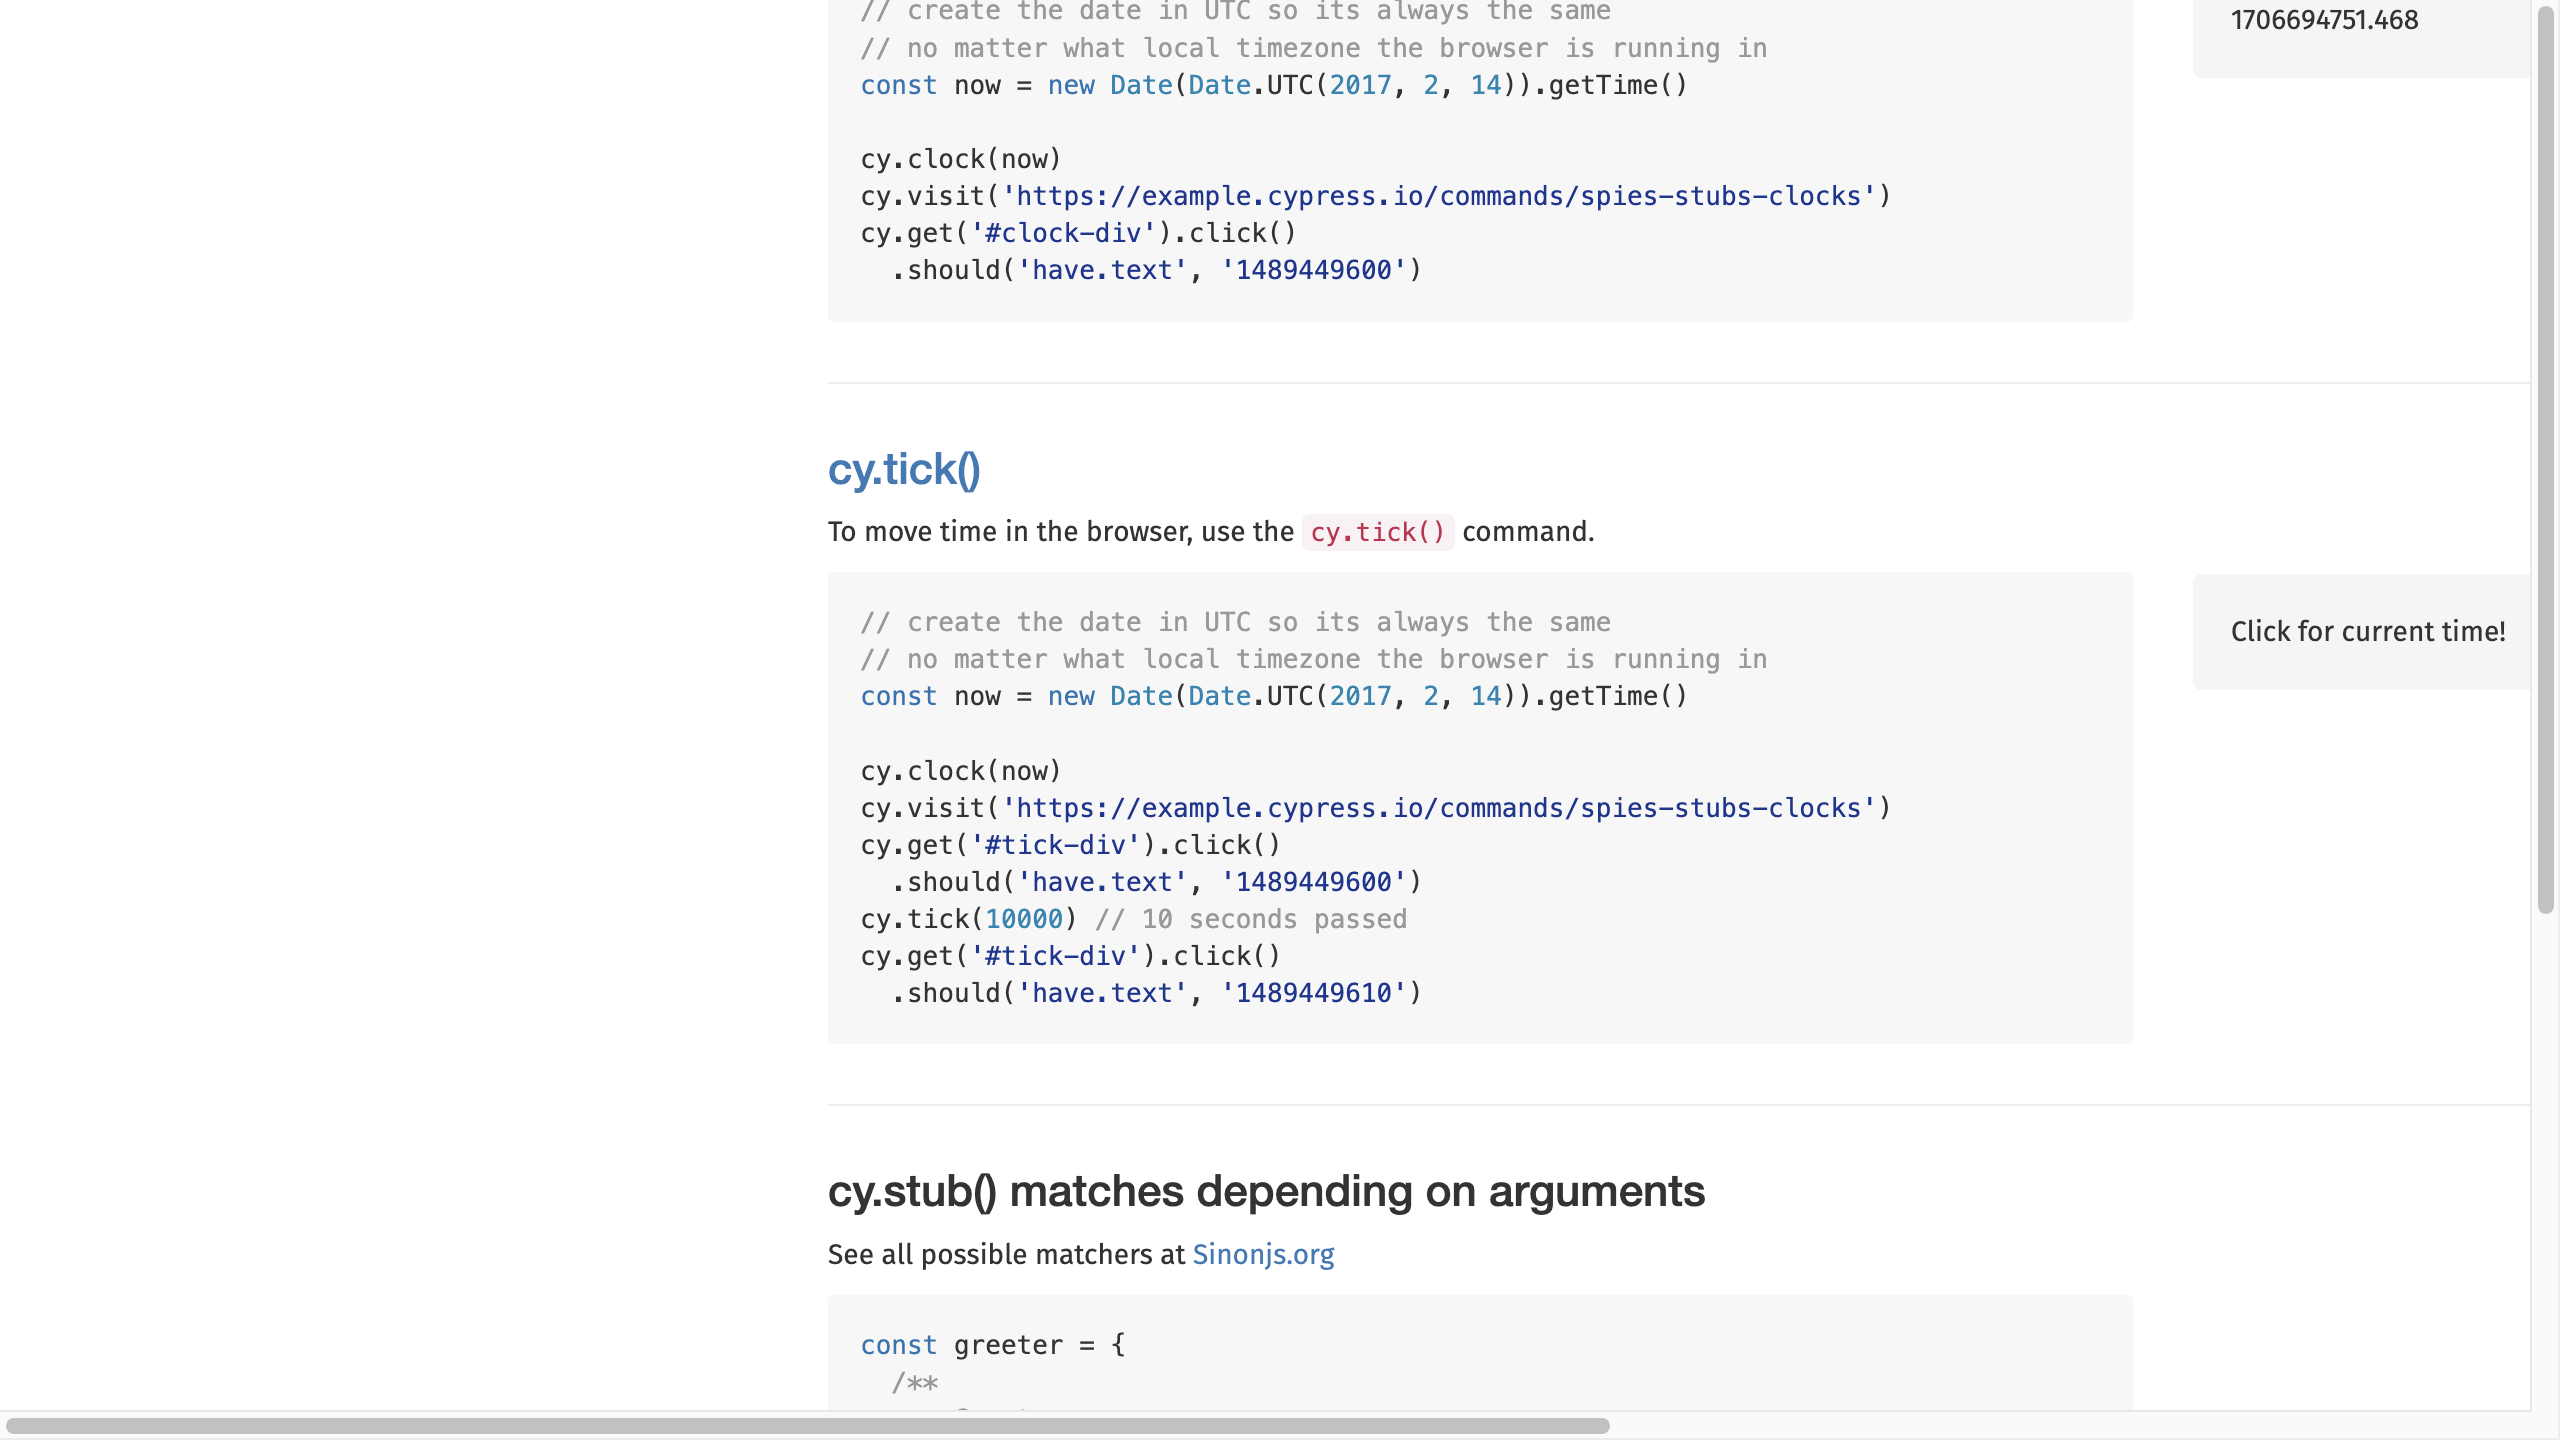 // create the date in UTC so its always the same
// no matter what local timezone the browser is running in
const now = new Date(Date.UTC(2017, 2, 14)).getTime()
cy.clock(now)
cy.visit('https://example.cypress.io/commands/spies-stubs-clocks')
cy.get('#clock-div').click()
.should('have.text', '1489449600')
1706694751.468
cy.tick()
To move time in the browser, use the cy.tick() command.
// create the date in UTC so its always the same
// no matter what local timezone the browser is running in
const now = new Date(Date.UTC(2017, 2, 14)).getTime()
cy.clock(now)
cy.visit('https://example.cypress.io/commands/spies-stubs-clocks')
cy.get('#tick-div').click()
.should('have.text', '1489449600')
cy.tick(10000) // 10 seconds passed
cy.get('#tick-div').click()
.should('have.text', '1489449610')
Click for current time!
cy.stub() matches depending on arguments
See all possible matchers at Sinonjs.org
const greeter = {
/**